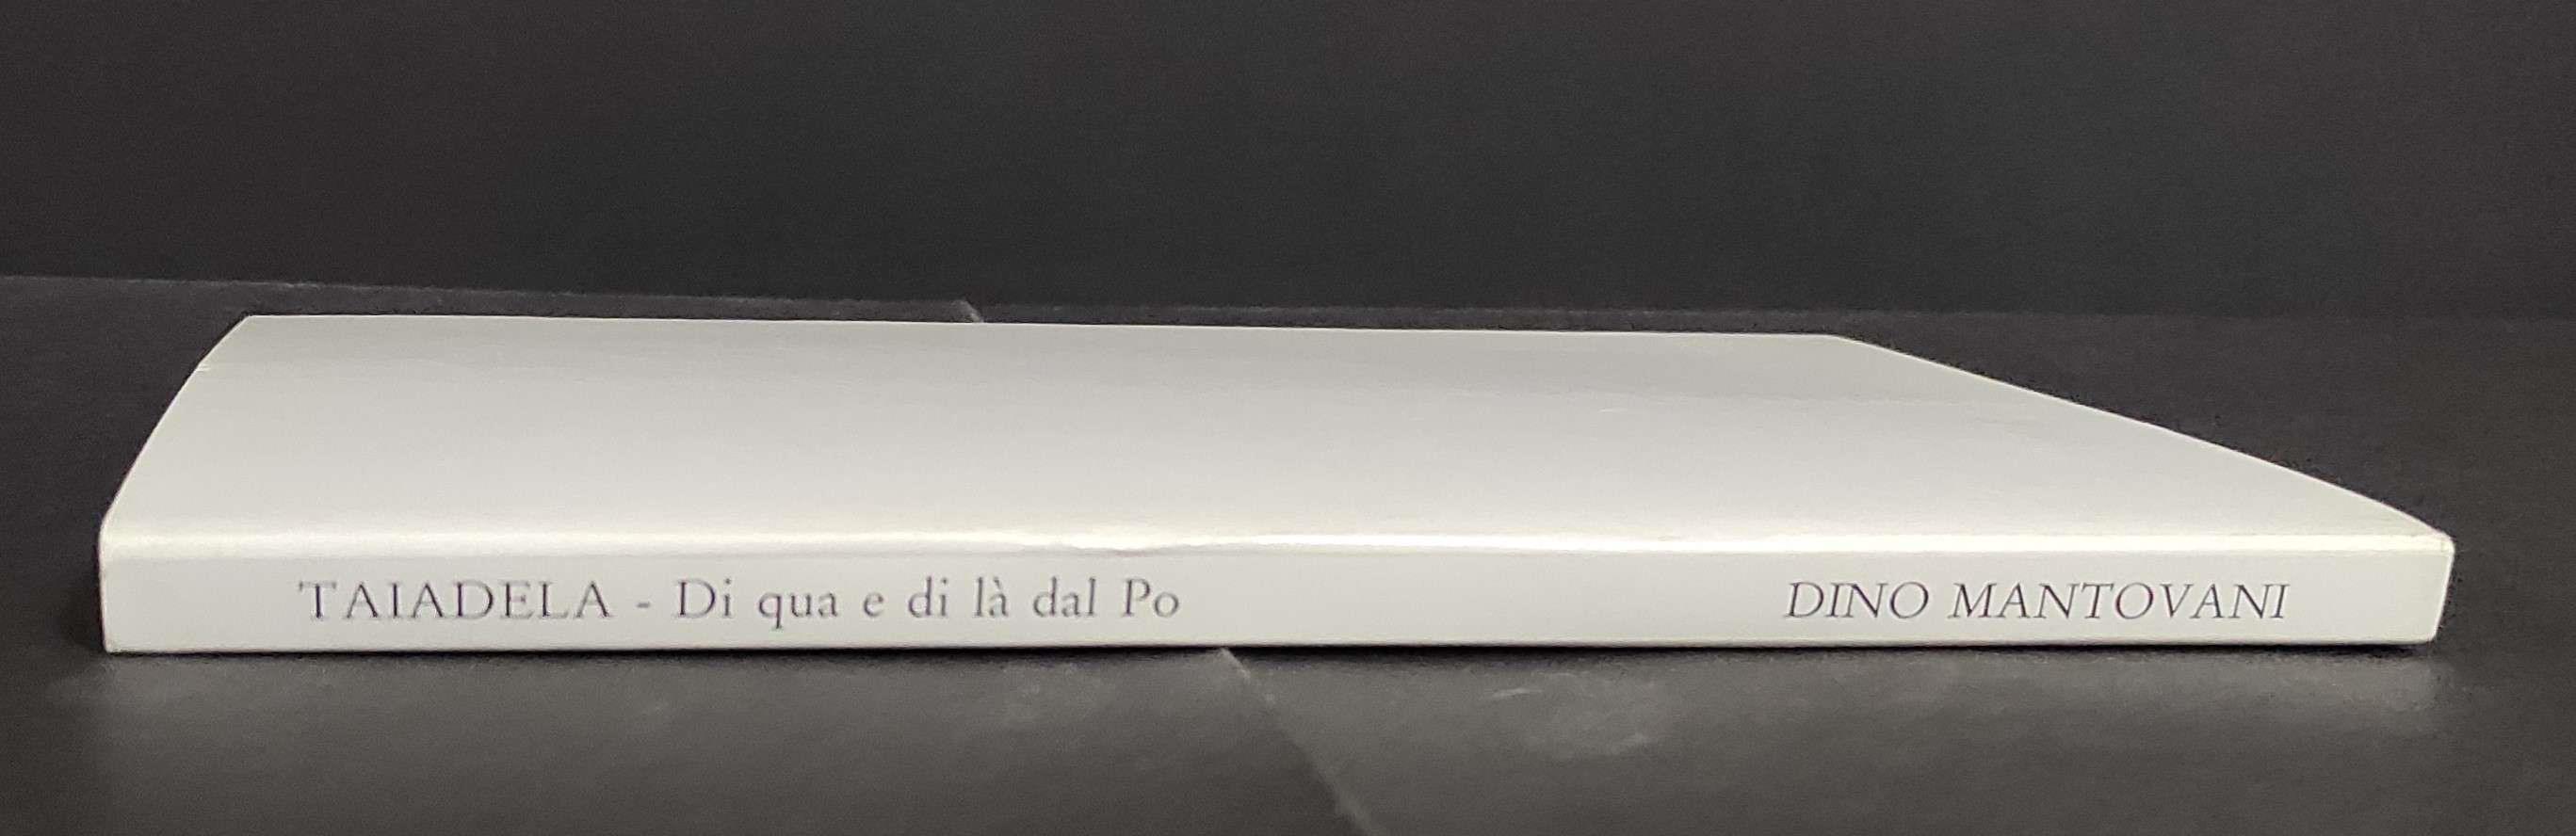 TAIADELA - Di qua e di là dal Po DINO MANTOVANI